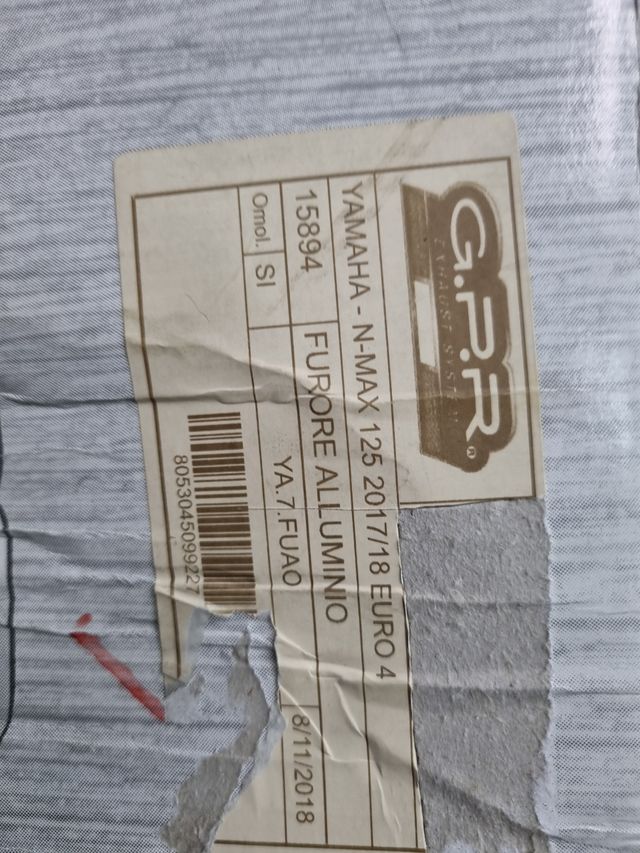 G.P.R.®
EXHAUST SYSTEM
YAMAHA - N-MAX 125 2017/18 EURO 4
15894 FURORE ALLUMINIO
Omol. SI YA.7.FUAO 8/11/2018
8053045099227